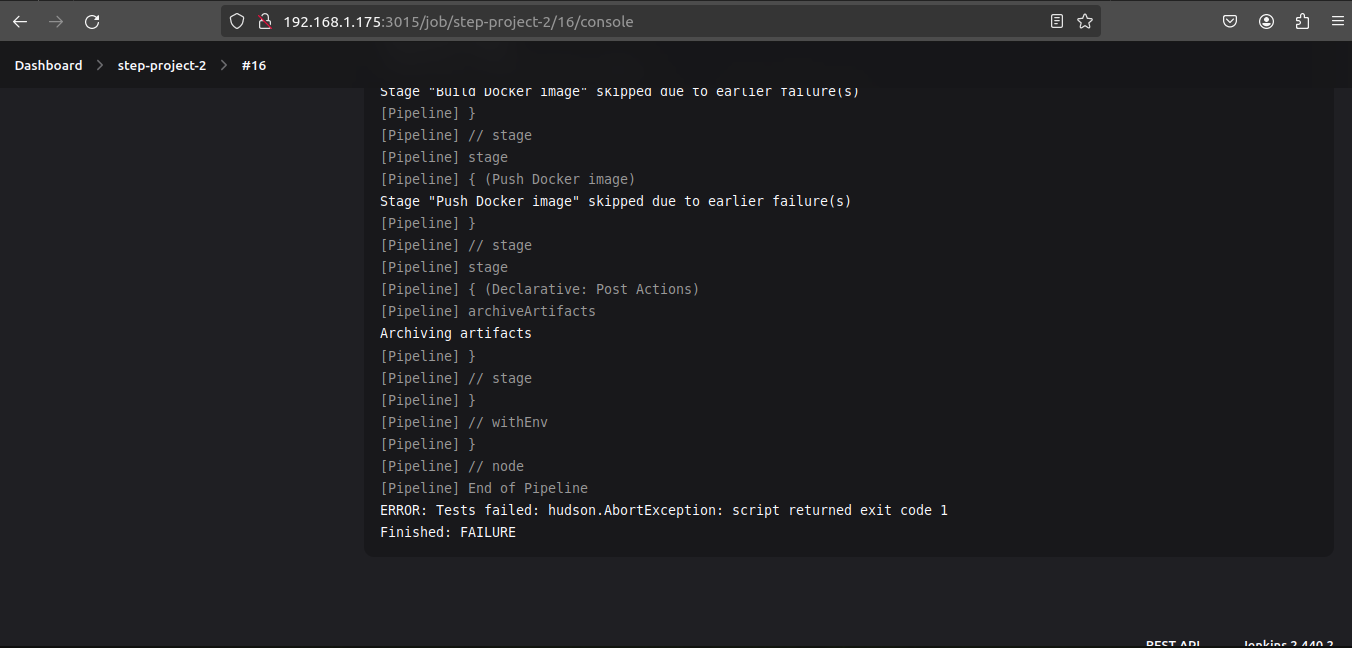 192.168.1.175:3015/job/step-project-2/16/console
Dashboard > step-project-2 > #16
Stage "Build Docker image" skipped due to earlier failure(s)
[Pipeline] }
[Pipeline] // stage
[Pipeline] stage
[Pipeline] { (Push Docker image)
Stage "Push Docker image" skipped due to earlier failure(s)
[Pipeline] }
[Pipeline] // stage
[Pipeline] stage
[Pipeline] { (Declarative: Post Actions)
[Pipeline] archiveArtifacts
Archiving artifacts
[Pipeline] }
[Pipeline] // stage
[Pipeline] }
[Pipeline] // withEnv
[Pipeline] }
[Pipeline] // node
[Pipeline] End of Pipeline
ERROR: Tests failed: hudson.AbortException: script returned exit code 1
Finished: FAILURE
REST API Jenkins 2.440.2